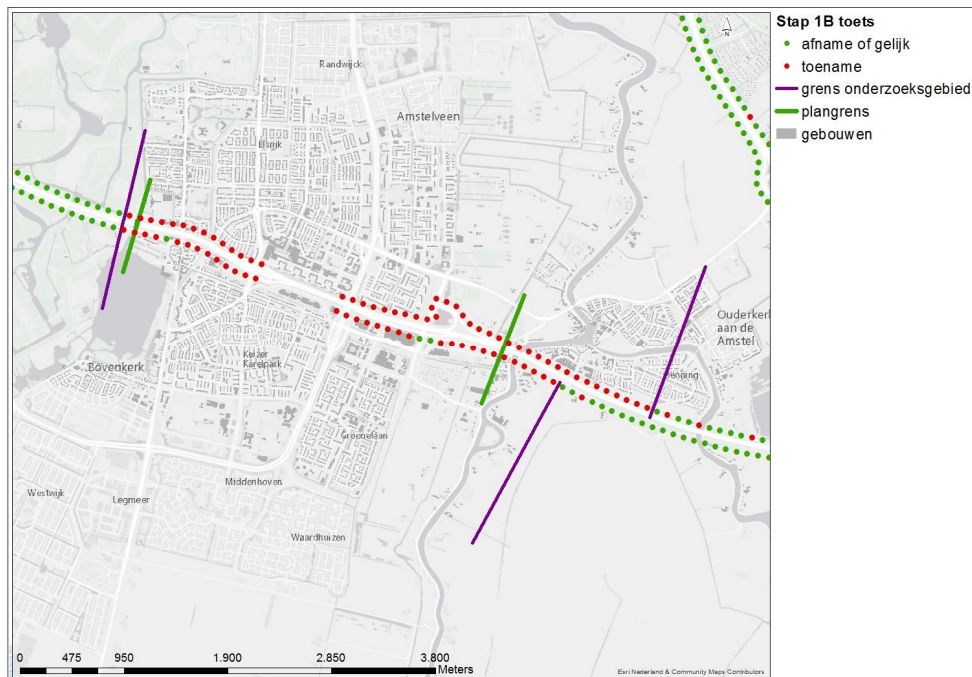 Stap 1B toets
afname of gelijk
toename
grens onderzoeksgebied
plangrens
gebouwen
N
Randwijck
Amstelveen
Elsrijk
Ouderkerk
aan de
Amstel
Bovenkerk
Keizer
Karelpark
Groenelaan
Middenhoven
Westwijk
Legmeer
Waardhuizen
0 475 950 1.900 2.850 3.800
Meters
Esri Nederland & Community Maps Contributors